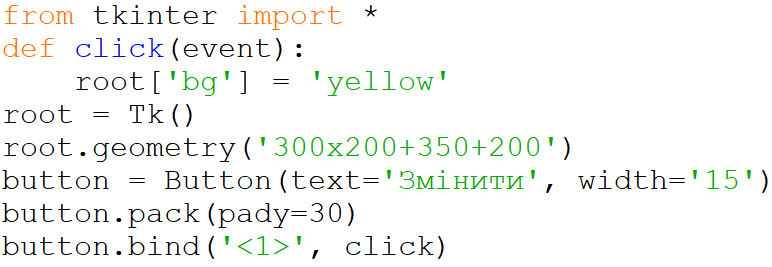 from tkinter import *
def click(event):
    root['bg'] = 'yellow'
root = Tk()
root.geometry('300x200+350+200')
button = Button(text='Змінити', width='15')
button.pack(pady=30)
button.bind('<1>', click)